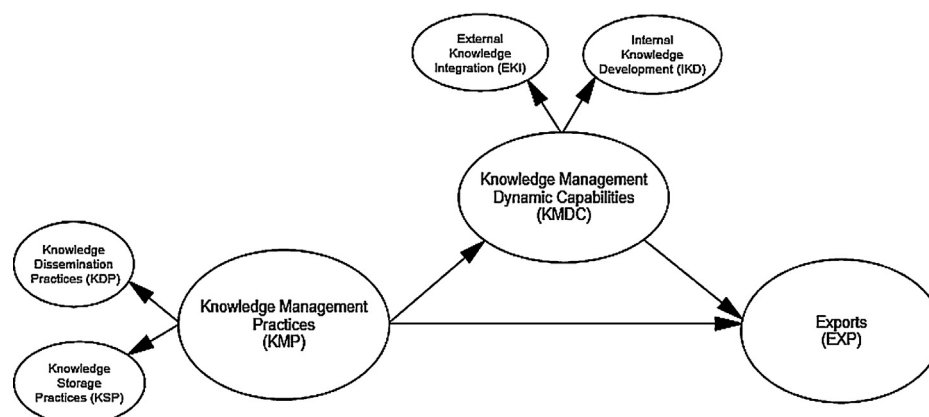 External
Knowledge
Integration (EKI)
Internal
Knowledge
Development (IKD)
Knowledge Management
Dynamic Capabilities
(KMDC)
Knowledge
Dissemination
Practices (KDP)
Knowledge Management
Practices
(KMP)
Exports
(EXP)
Knowledge
Storage
Practices (KSP)